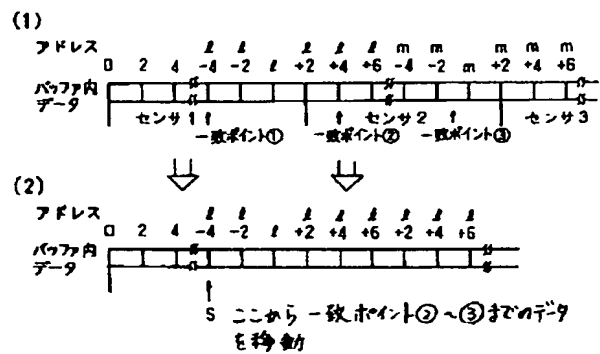 (1)
アドレス
ℓ ℓ ℓ ℓ ℓ m m m m m
0 2 4 -4 -2 ℓ +2 +4 +6 -4 -2 m +2 +4 +6
バッファ内
データ
センサ1 センサ2 センサ3
一致ポイント① 一致ポイント② 一致ポイント③
(2)
アドレス
ℓ ℓ ℓ ℓ ℓ ℓ ℓ ℓ
0 2 4 -4 -2 +2 +4 +6 +2 +4 +6
バッファ内
データ
S ここから一致ポイント②~③までのデータ
を移動